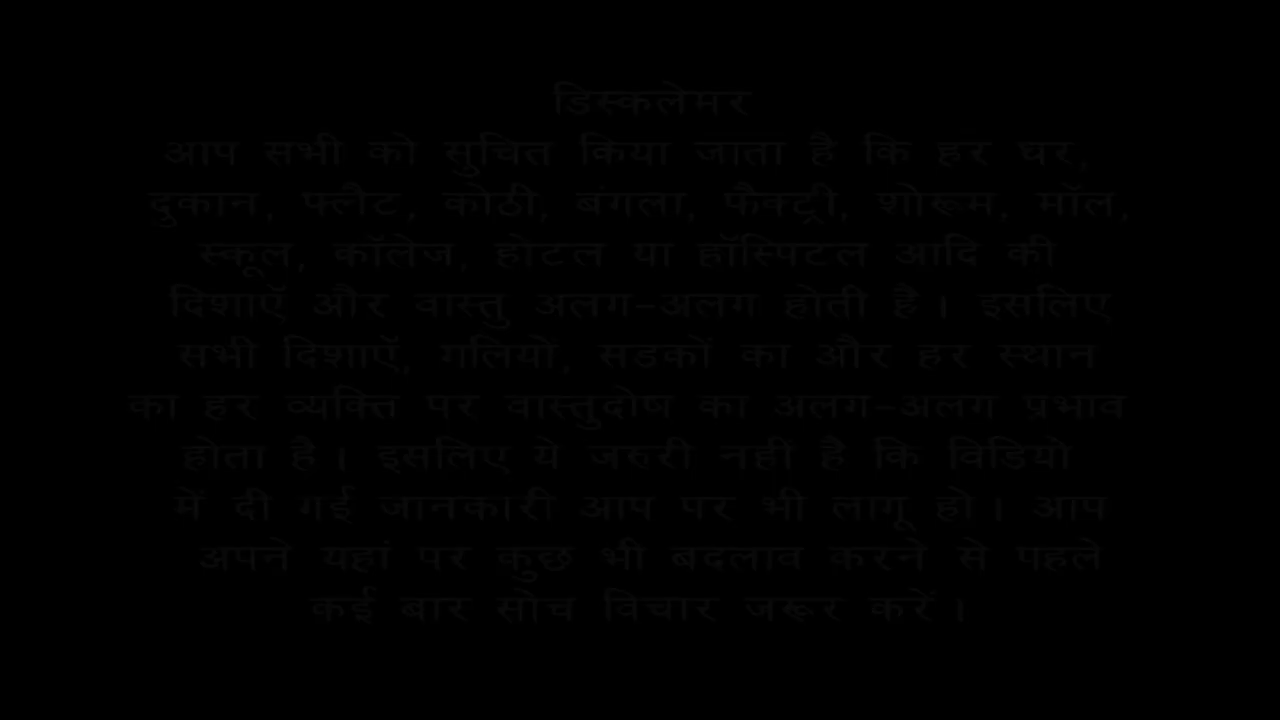 डिस्कलेमर
आप सभी को सुचित किया जाता है कि हर घर,
दुकान, फ्लैट, कोठी, बंगला, फैक्ट्री, शोरूम, मॉल,
स्कूल, कॉलेज, होटल या हॉस्पिटल आदि की
दिशाएँ और वास्तु अलग-अलग होती है। इसलिए
सभी दिशाएँ, गलियों, सडकों का और हर स्थान
का हर व्यक्ति पर वास्तुदोष का अलग-अलग प्रभाव
होता है। इसलिए ये जरुरी नही है कि विडियो
में दी गई जानकारी आप पर भी लागू हो। आप
अपने यहां पर कुछ भी बदलाव करने से पहले
कई बार सोच विचार जरूर करें।